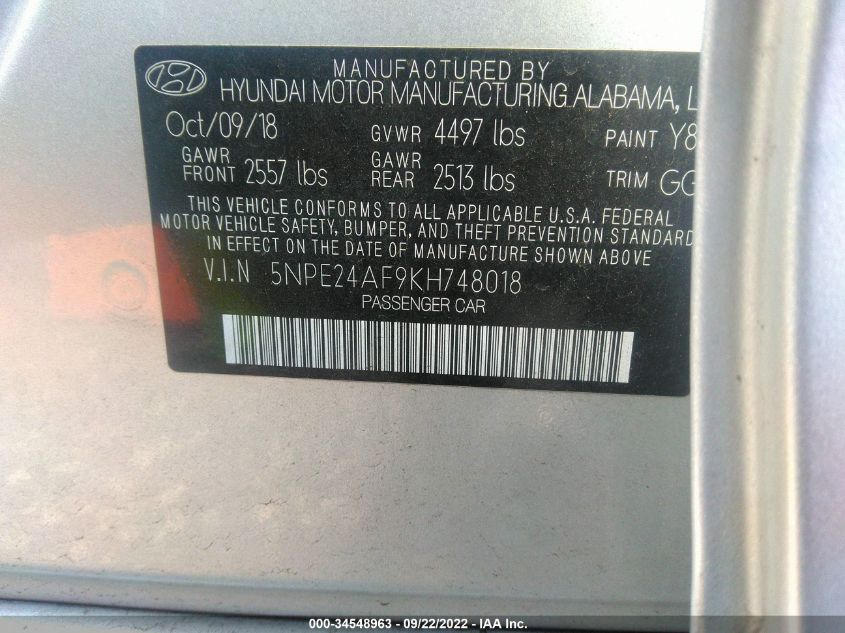 MANUFACTURED BY
HYUNDAI MOTOR MANUFACTURING ALABAMA, L
Oct/09/18 GVWR 4497 lbs PAINT Y8
GAWR FRONT 2557 lbs GAWR REAR 2513 lbs TRIM GG
THIS VEHICLE CONFORMS TO ALL APPLICABLE U.S.A. FEDERAL
MOTOR VEHICLE SAFETY, BUMPER, AND THEFT PREVENTION STANDARD
IN EFFECT ON THE DATE OF MANUFACTURE SHOWN ABOVE
V.I.N 5NPE24AF9KH748018
PASSENGER CAR
000-34548963 - 09/22/2022 - IAA Inc.